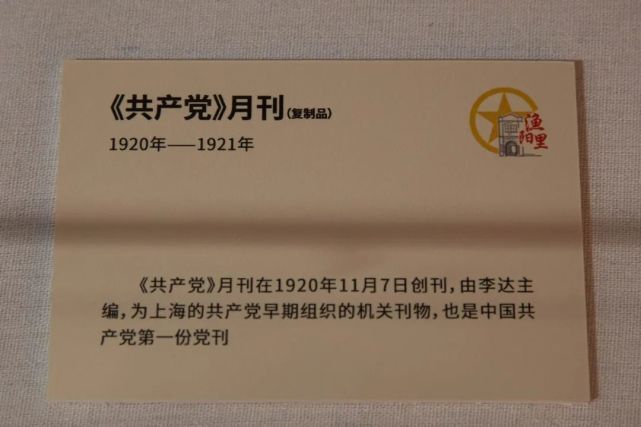 《共产党》月刊(复制品)
1920年——1921年
渔阳里
《共产党》月刊在1920年11月7日创刊,由李达主
编,为上海的共产党早期组织的机关刊物,也是中国共
产党第一份党刊